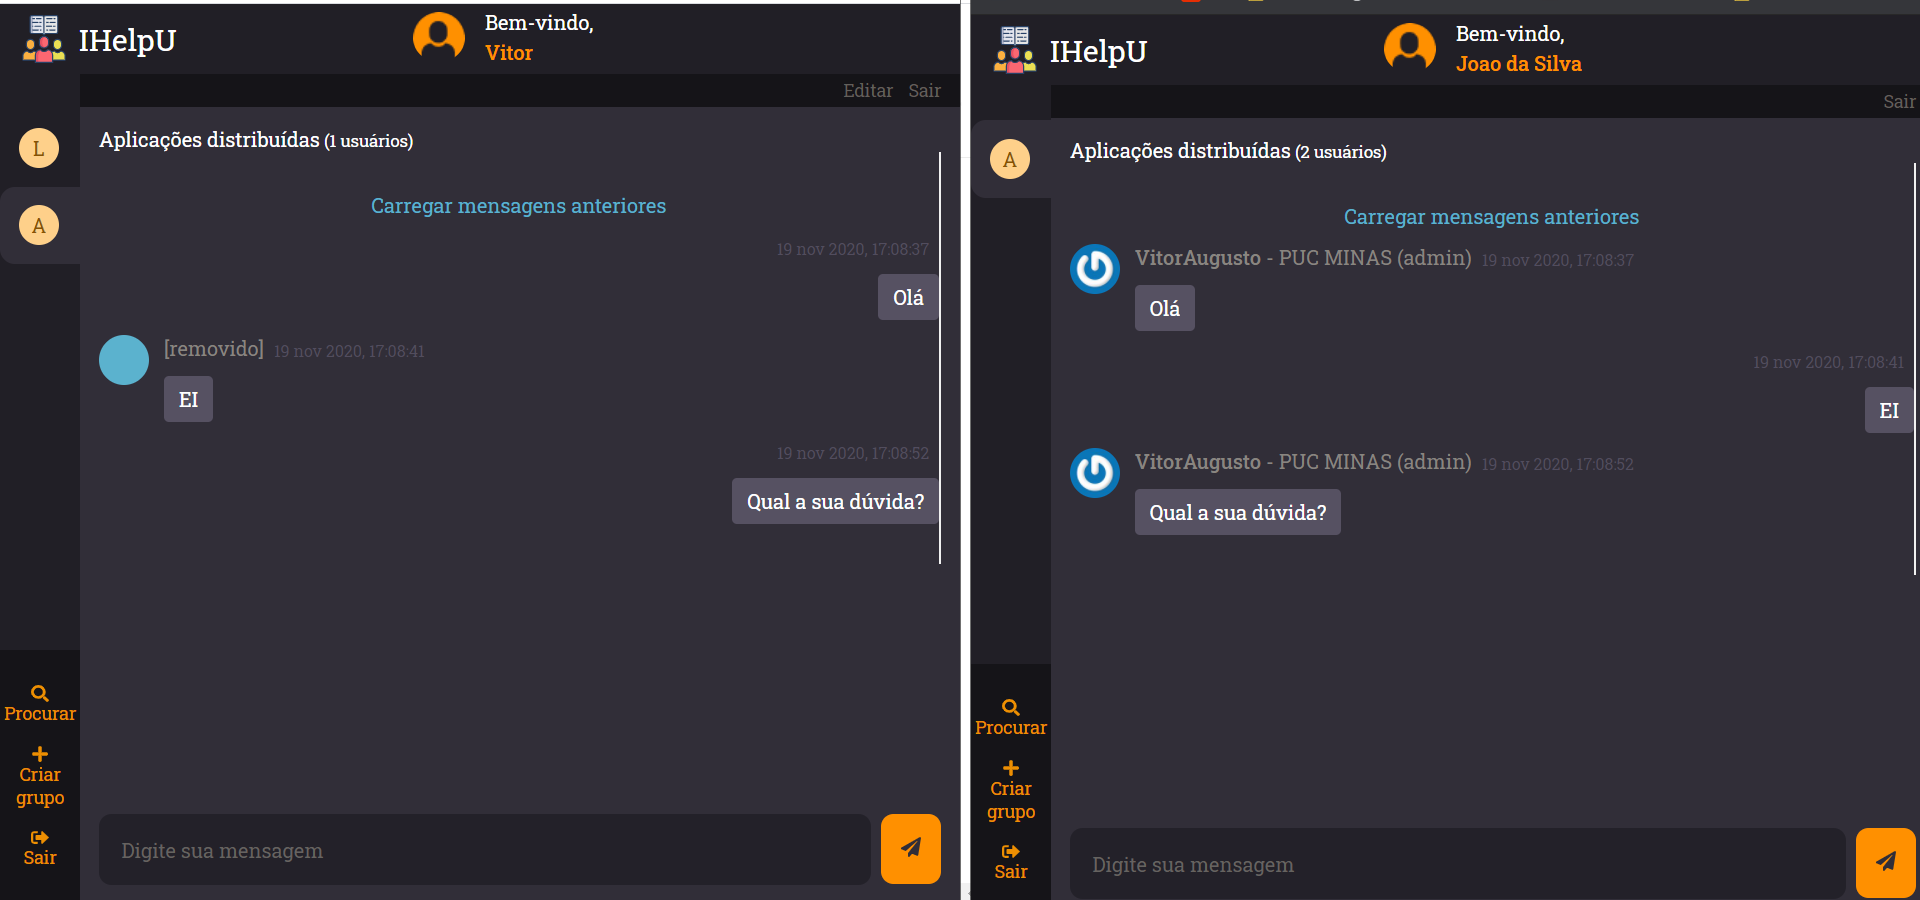 IHelpU
Bem-vindo,
Vitor
Editar Sair
L
A
Aplicações distribuídas (1 usuários)
Carregar mensagens anteriores
19 nov 2020, 17:08:37
Olá
[removido] 19 nov 2020, 17:08:41
EI
19 nov 2020, 17:08:52
Qual a sua dúvida?
Procurar
Criar
grupo
Sair
Digite sua mensagem
IHelpU
Bem-vindo,
Joao da Silva
Sair
A
Aplicações distribuídas (2 usuários)
Carregar mensagens anteriores
VitorAugusto - PUC MINAS (admin) 19 nov 2020, 17:08:37
Olá
19 nov 2020, 17:08:41
EI
VitorAugusto - PUC MINAS (admin) 19 nov 2020, 17:08:52
Qual a sua dúvida?
Procurar
Criar
grupo
Sair
Digite sua mensagem